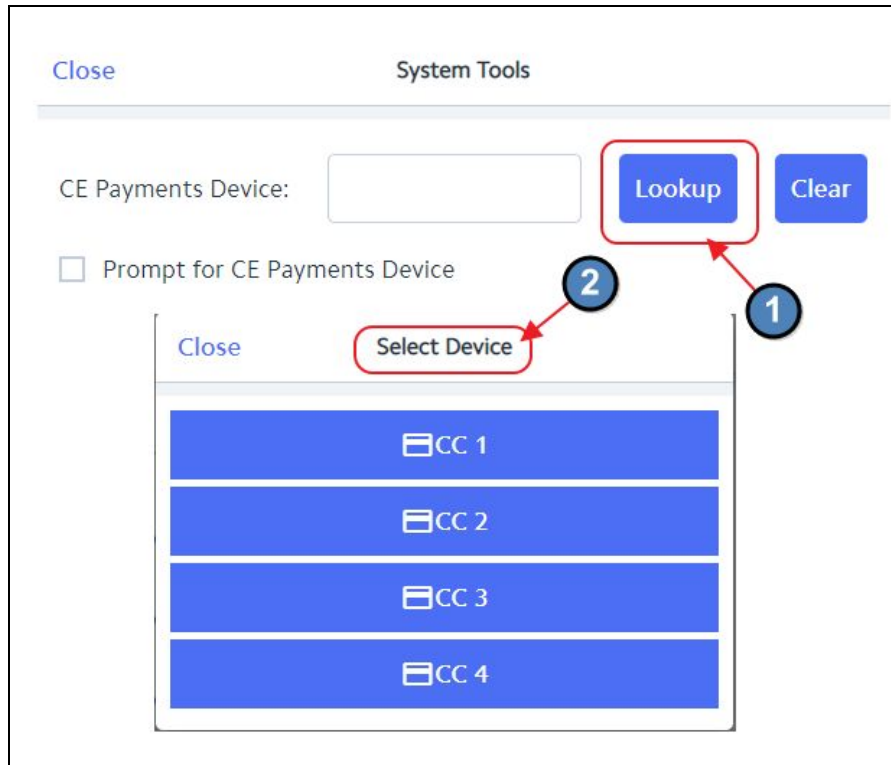 Close System Tools
CE Payments Device: Lookup Clear
Prompt for CE Payments Device
2
1
Close Select Device
CC 1
CC 2
CC 3
CC 4